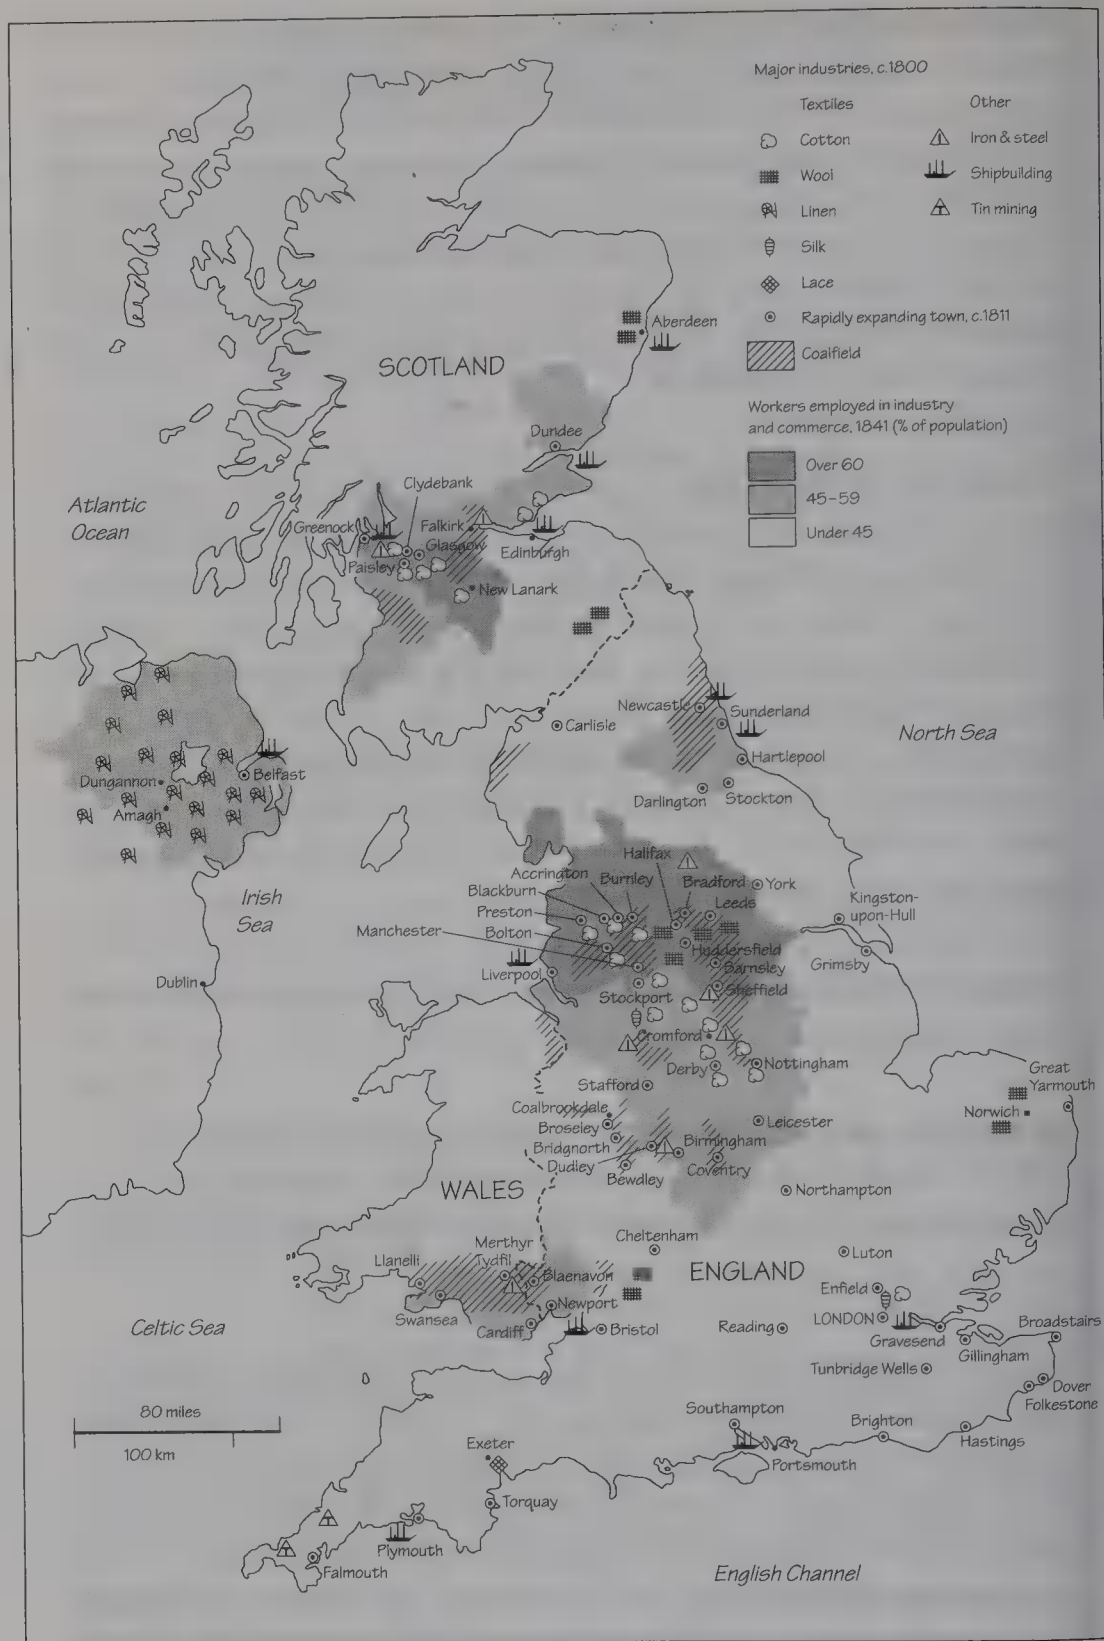 Major industries, c.1800
Textiles
Other
Cotton
Iron & steel
Wool
Shipbuilding
Linen
Tin mining
Silk
Lace
Rapidly expanding town, c.1811
Coalfield
Workers employed in industry
and commerce, 1841 (% of population)
Over 60
45–59
Under 45
Aberdeen
SCOTLAND
Dundee
Clydebank
Atlantic
Ocean
Greenock
Falkirk
Glasgow
Edinburgh
Paisley
New Lanark
Newcastle
Sunderland
Carlisle
North Sea
Hartlepool
Dungannon
Belfast
Darlington
Stockton
Amagh
Halifax
Accrington
Burnley
Bradford
York
Blackburn
Leeds
Irish
Sea
Kingston-
upon-Hull
Preston
Manchester
Bolton
Huddersfield
Grimsby
Barnsley
Liverpool
Dublin
Sheffield
Stockport
Cromford
Nottingham
Derby
Great
Yarmouth
Stafford
Coalbrookdale
Norwich
Broseley
Leicester
Bridgnorth
Birmingham
Dudley
Coventry
Bewdley
WALES
Northampton
Merthyr
Tydfil
Cheltenham
Luton
Llanelli
Blaenavon
ENGLAND
Enfield
Newport
Swansea
Celtic Sea
Cardiff
Bristol
Reading
LONDON
Broadstairs
Gravesend
Gillingham
Tunbridge Wells
Dover
Folkestone
80 miles
100 km
Southampton
Brighton
Hastings
Exeter
Portsmouth
Torquay
Plymouth
Falmouth
English Channel